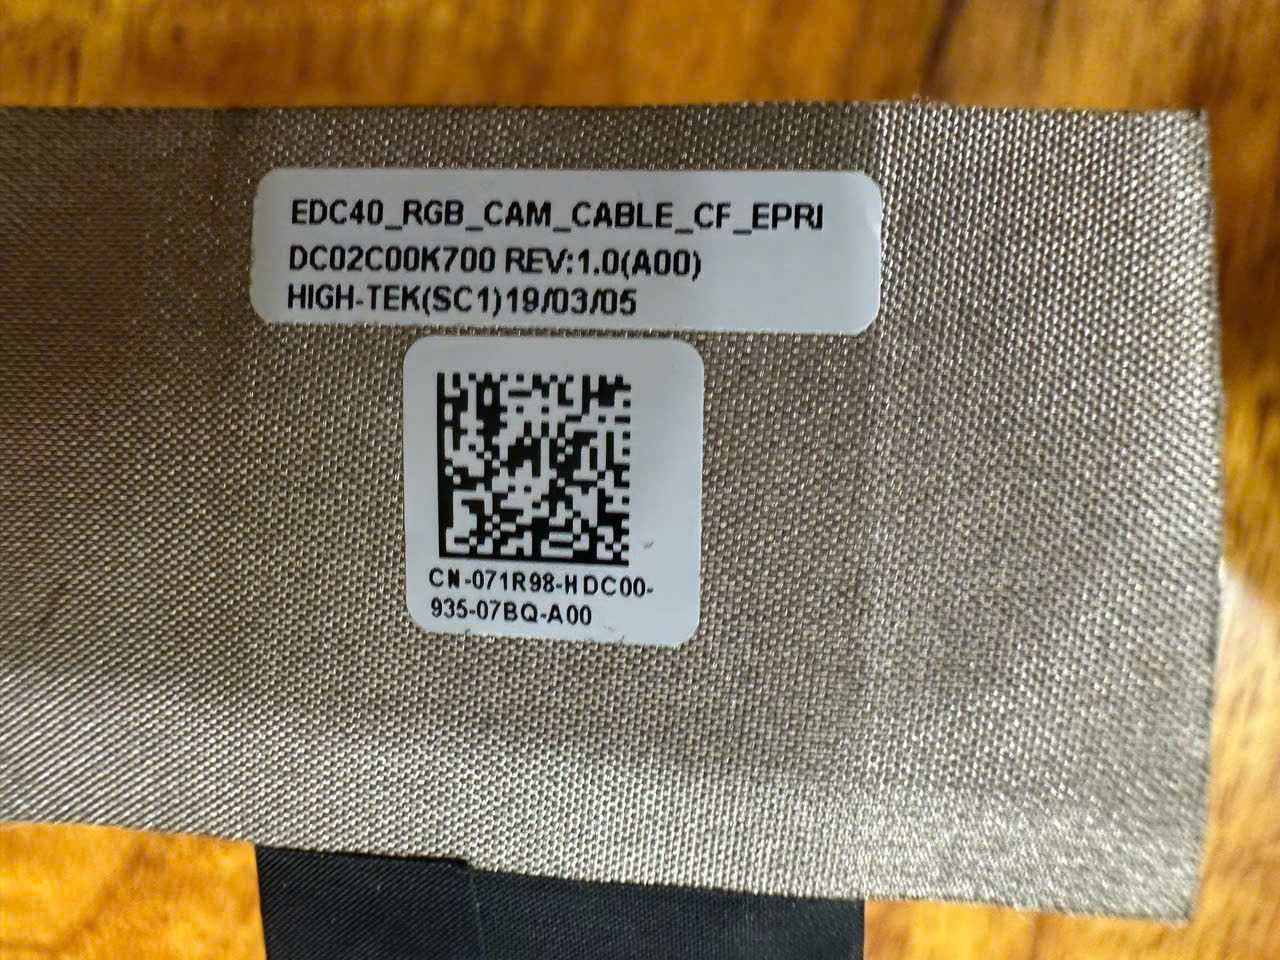 EDC40_RGB_CAM_CABLE_CF_EPRI
DC02C00K700 REV:1.0(A00)
HIGH-TEK(SC1)19/03/05
CN-071R98-HDC00-
935-07BQ-A00